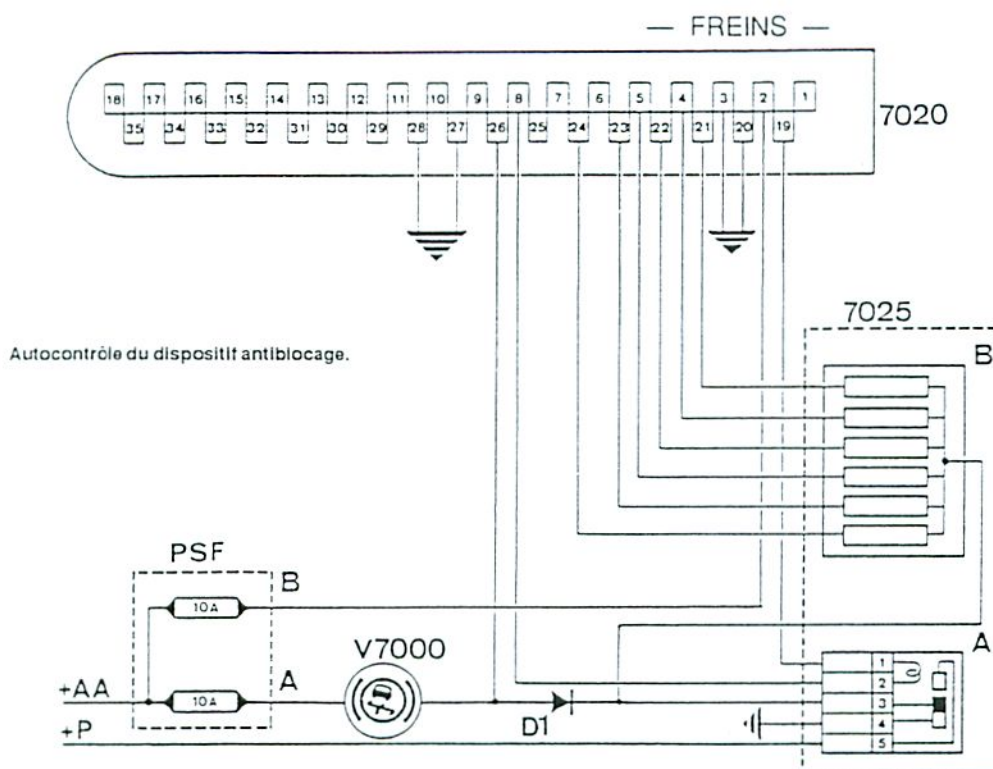 — FREINS —
18 17 16 15 14 13 12 11 10 9 8 7 6 5 4 3 2 1
7020
35 34 33 32 31 30 29 28 27 26 25 24 23 22 21 20 19
7025
Autocontrôle du dispositif antiblocage.
B
PSF
B
10A
V7000
A
A
1
+AA
10A
2
3
D1
4
+P
5